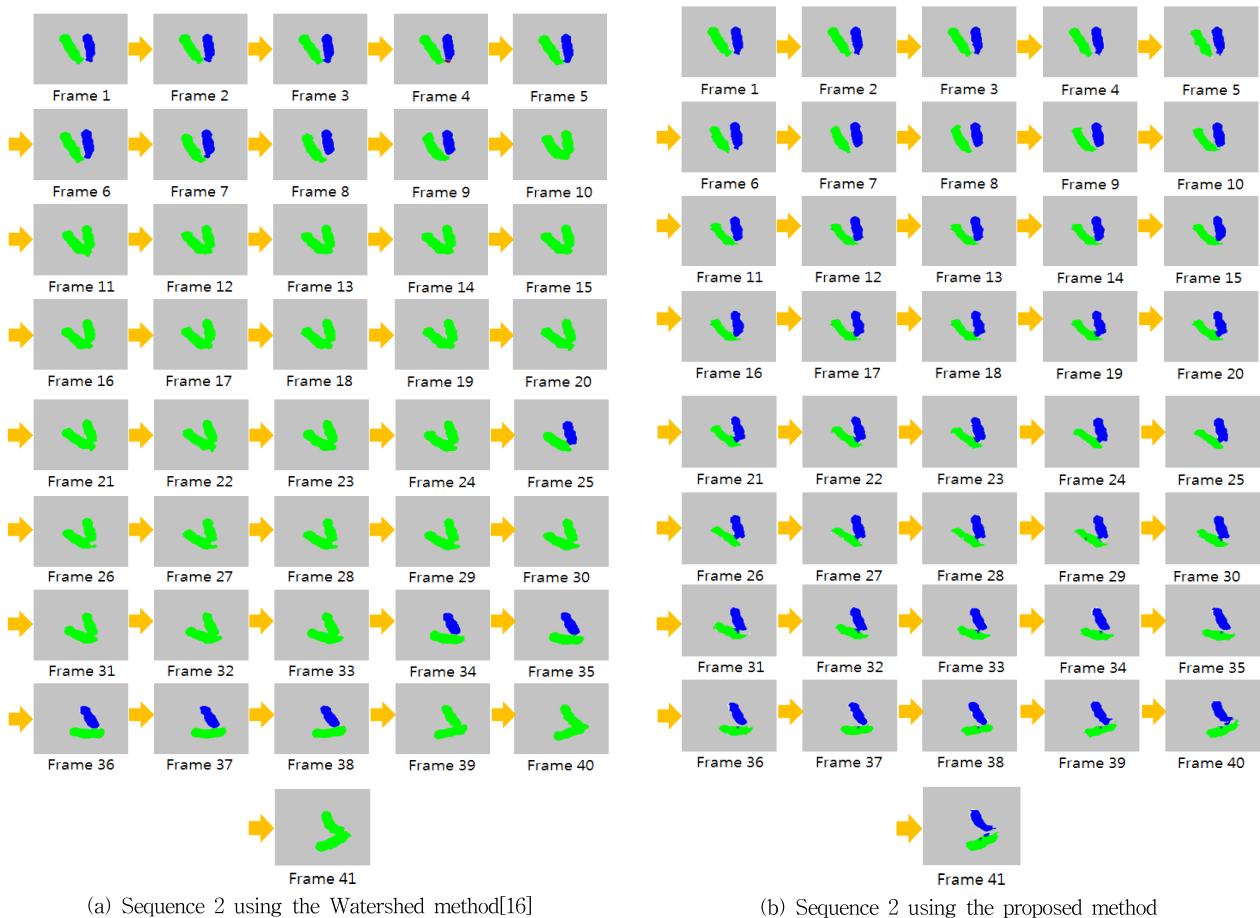 Frame 1 Frame 2 Frame 3 Frame 4 Frame 5
Frame 6 Frame 7 Frame 8 Frame 9 Frame 10
Frame 11 Frame 12 Frame 13 Frame 14 Frame 15
Frame 16 Frame 17 Frame 18 Frame 19 Frame 20
Frame 21 Frame 22 Frame 23 Frame 24 Frame 25
Frame 26 Frame 27 Frame 28 Frame 29 Frame 30
Frame 31 Frame 32 Frame 33 Frame 34 Frame 35
Frame 36 Frame 37 Frame 38 Frame 39 Frame 40
Frame 41
(a) Sequence 2 using the Watershed method[16]
Frame 1 Frame 2 Frame 3 Frame 4 Frame 5
Frame 6 Frame 7 Frame 8 Frame 9 Frame 10
Frame 11 Frame 12 Frame 13 Frame 14 Frame 15
Frame 16 Frame 17 Frame 18 Frame 19 Frame 20
Frame 21 Frame 22 Frame 23 Frame 24 Frame 25
Frame 26 Frame 27 Frame 28 Frame 29 Frame 30
Frame 31 Frame 32 Frame 33 Frame 34 Frame 35
Frame 36 Frame 37 Frame 38 Frame 39 Frame 40
Frame 41
(b) Sequence 2 using the proposed method